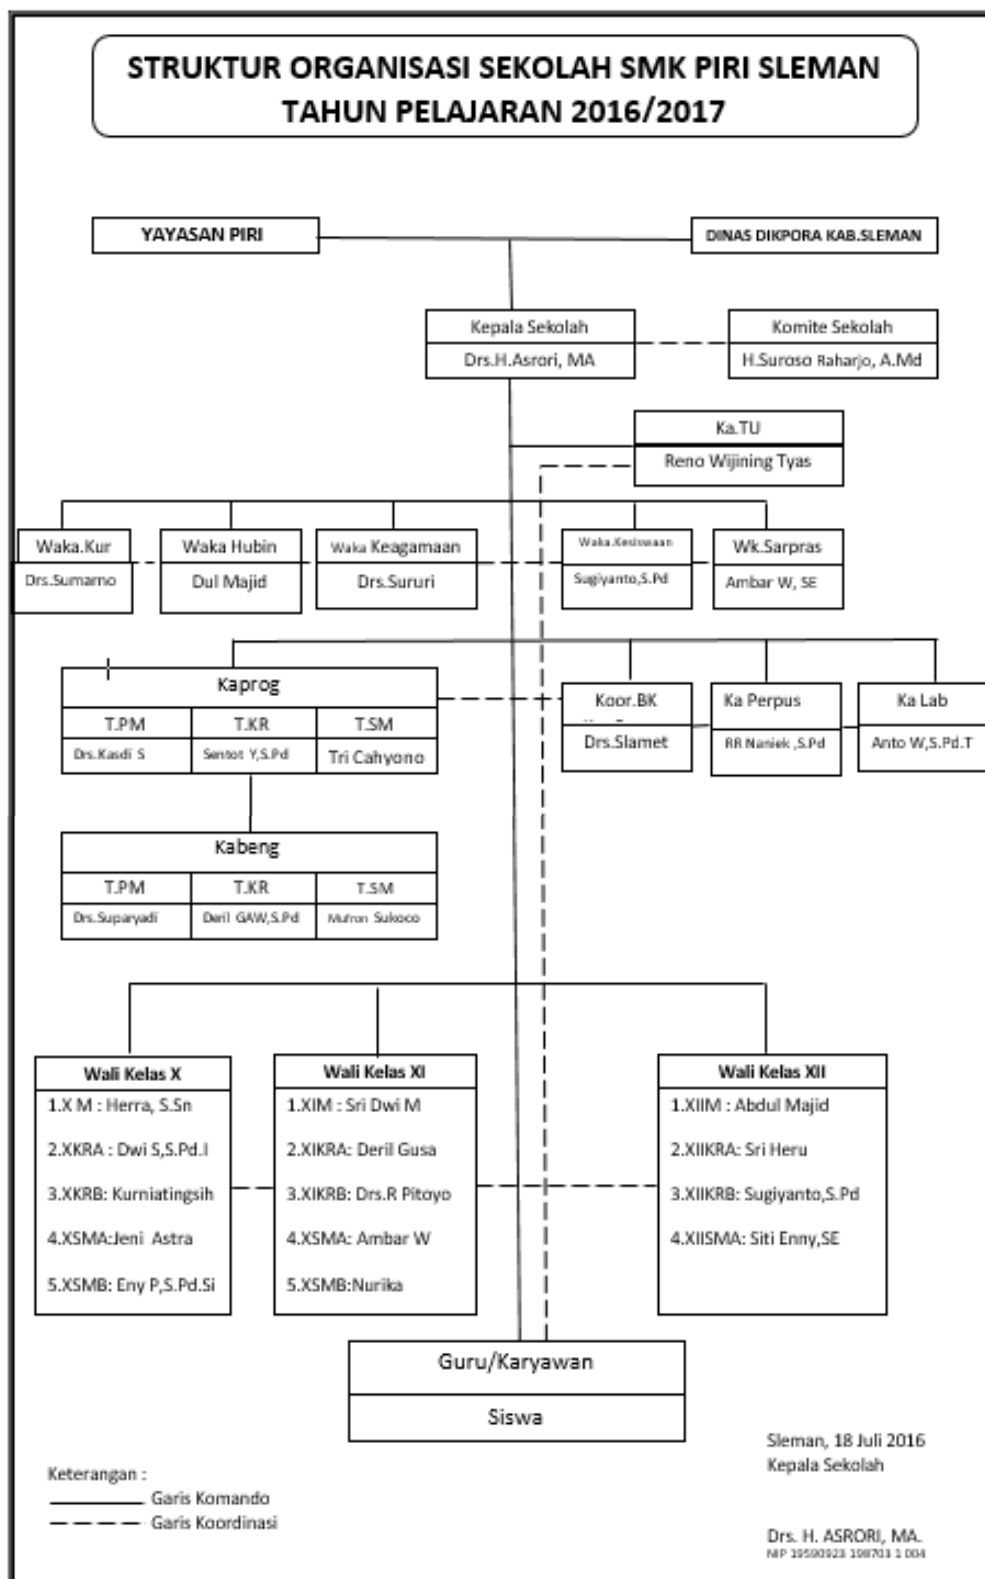 STRUKTUR ORGANISASI SEKOLAH SMK PIRI SLEMAN
TAHUN PELAJARAN 2016/2017
YAYASAN PIRI
DINAS DIKPORA KAB.SLEMAN
Kepala Sekolah
Drs.H.Asrori, MA
Komite Sekolah
H.Suroso Raharjo, A.Md
Ka.TU
Reno Wijining Tyas
Waka.Kur
Drs.Sumarno
Waka Hubin
Dul Majid
Waka Keagamaan
Drs.Sururi
Waka.Kesiswaan
Sugiyanto,S.Pd
Wk.Sarpras
Ambar W, SE
Kaprog
T.PM T.KR T.SM
Drs.Kasdi S Sentot Y,S.Pd Tri Cahyono
Koor.BK
Drs.Slamet
Ka Perpus
RR Naniek ,S.Pd
Ka Lab
Anto W,S.Pd.T
Kabeng
T.PM T.KR T.SM
Drs.Suparyadi Deril GAW,S.Pd Mufron Sukoco
Wali Kelas X
1.X M : Herra, S.Sn
2.XKRA : Dwi S,S.Pd.I
3.XKRB: Kurniatingsih
4.XSMA:Jeni Astra
5.XSMB: Eny P,S.Pd.Si
Wali Kelas XI
1.XIM : Sri Dwi M
2.XIKRA: Deril Gusa
3.XIKRB: Drs.R Pitoyo
4.XSMA: Ambar W
5.XSMB:Nurika
Wali Kelas XII
1.XIIM : Abdul Majid
2.XIIKRA: Sri Heru
3.XIIKRB: Sugiyanto,S.Pd
4.XIISMA: Siti Enny,SE
Guru/Karyawan
Siswa
Sleman, 18 Juli 2016
Kepala Sekolah
Keterangan :
Garis Komando
Garis Koordinasi
Drs. H. ASRORI, MA.
NIP 19590923 198703 1 004